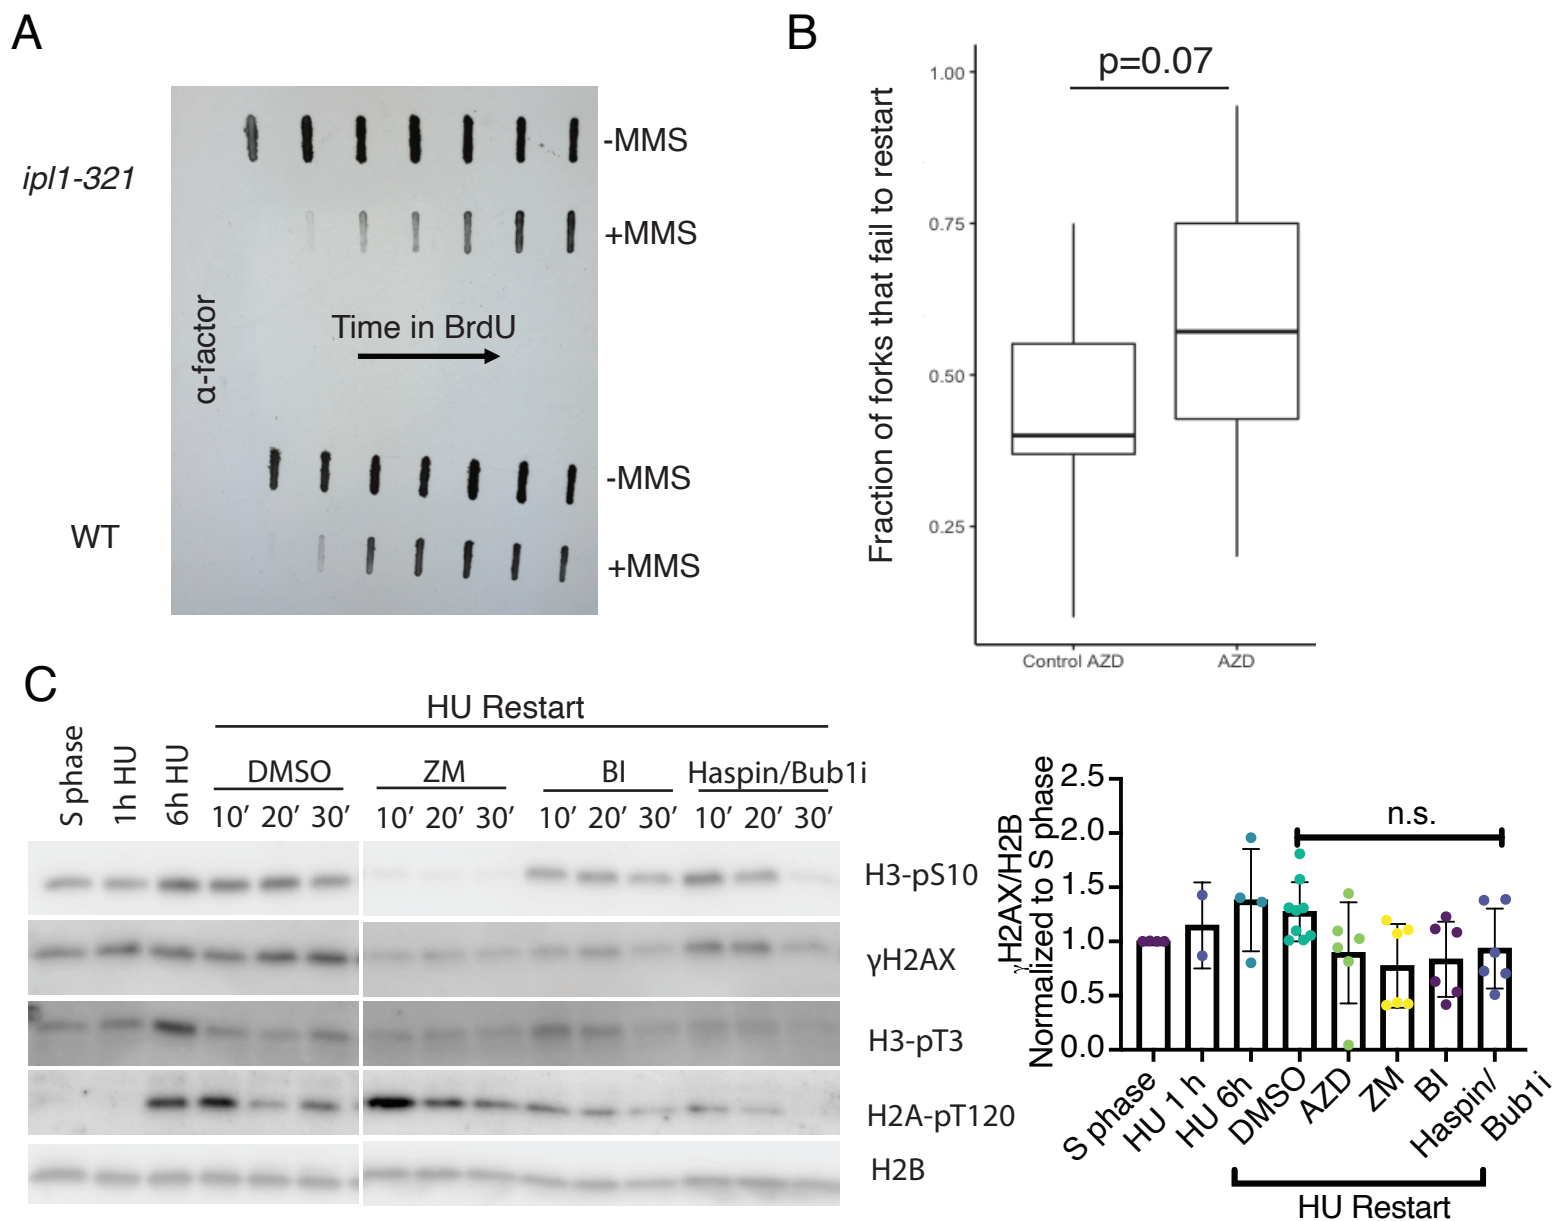 A
ipl1-321
-MMS
+MMS
α-factor
Time in BrdU
-MMS
WT
+MMS
B
p=0.07
Fraction of forks that fail to restart
1.00
0.75
0.50
0.25
Control AZD
AZD
C
HU Restart
S phase
1h HU
6h HU
DMSO
ZM
BI
Haspin/Bub1i
10’ 20’ 30’ 10’ 20’ 30’ 10’ 20’ 30’ 10’ 20’ 30’
H3-pS10
γH2AX
H3-pT3
H2A-pT120
H2B
γH2AX/H2B
Normalized to S phase
2.5
2.0
1.5
1.0
0.5
0.0
n.s.
S phase
HU 1 h
HU 6h
DMSO
AZD
ZM
BI
Haspin/
Bub1i
HU Restart